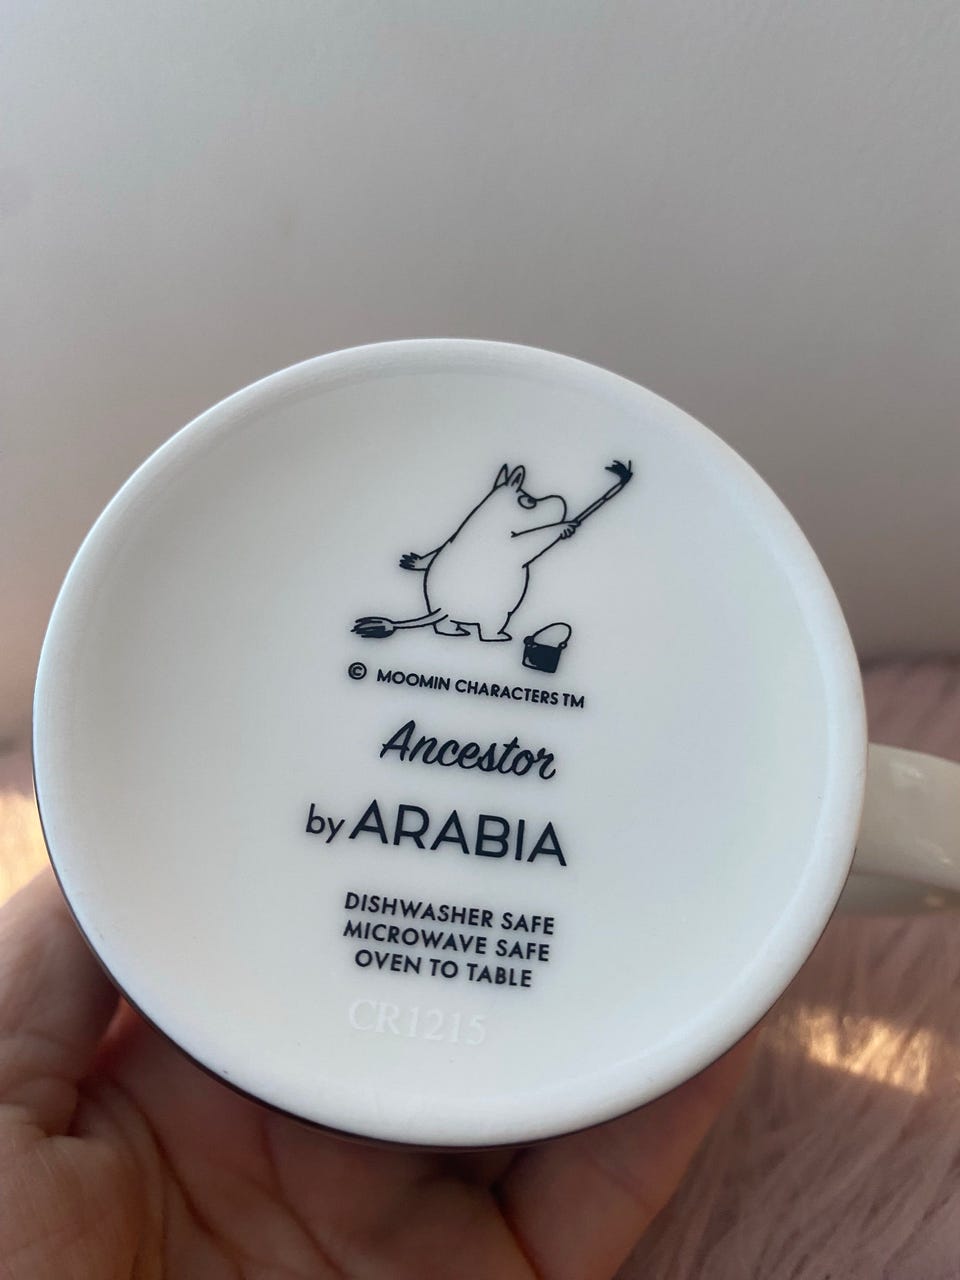 © MOOMIN CHARACTERS TM
Ancestor
by ARABIA
DISHWASHER SAFE
MICROWAVE SAFE
OVEN TO TABLE
CR1215